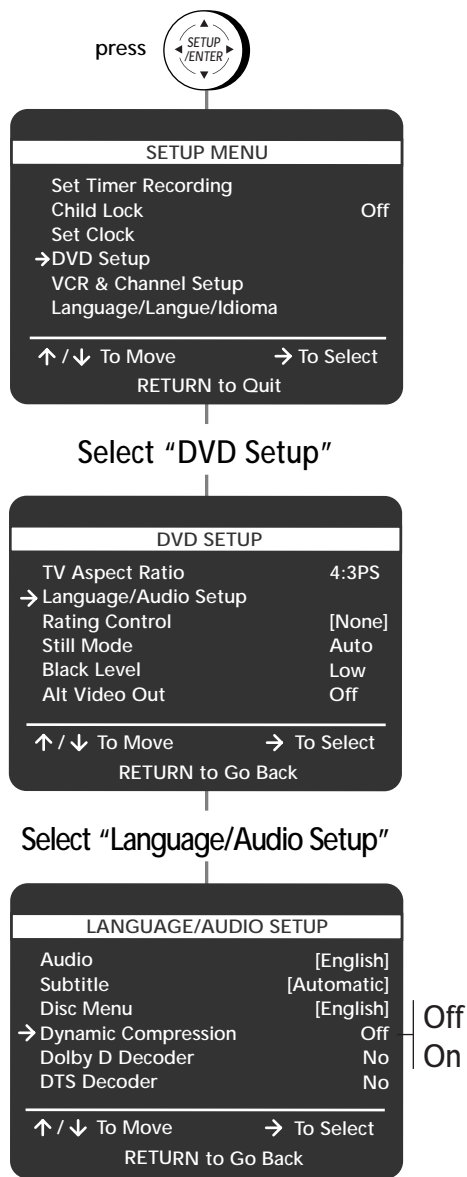 press
SETUP
/ENTER
SETUP MENU
Set Timer Recording
Child Lock Off
Set Clock
→DVD Setup
VCR & Channel Setup
Language/Langue/Idioma
↑ / ↓ To Move → To Select
RETURN to Quit
Select “DVD Setup”
DVD SETUP
TV Aspect Ratio 4:3PS
→ Language/Audio Setup
Rating Control [None]
Still Mode Auto
Black Level Low
Alt Video Out Off
↑ / ↓ To Move → To Select
RETURN to Go Back
Select “Language/Audio Setup”
LANGUAGE/AUDIO SETUP
Audio [English]
Subtitle [Automatic]
Disc Menu [English]
→ Dynamic Compression Off
Dolby D Decoder No
DTS Decoder No
↑ / ↓ To Move → To Select
RETURN to Go Back
Off
On